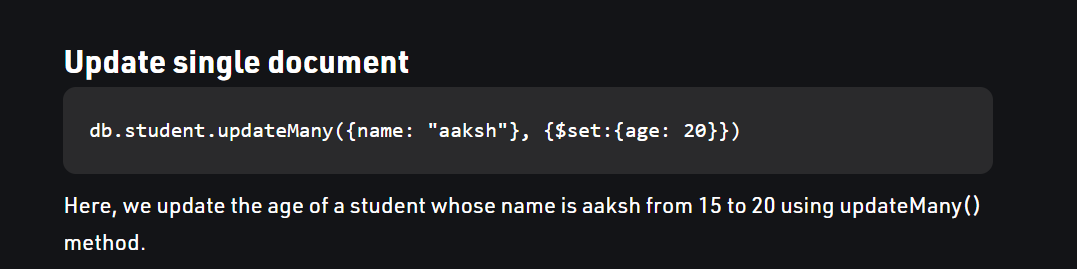 Update single document
db.student.updateMany({name: "aaksh"}, {$set:{age: 20}})
Here, we update the age of a student whose name is aaksh from 15 to 20 using updateMany()
method.